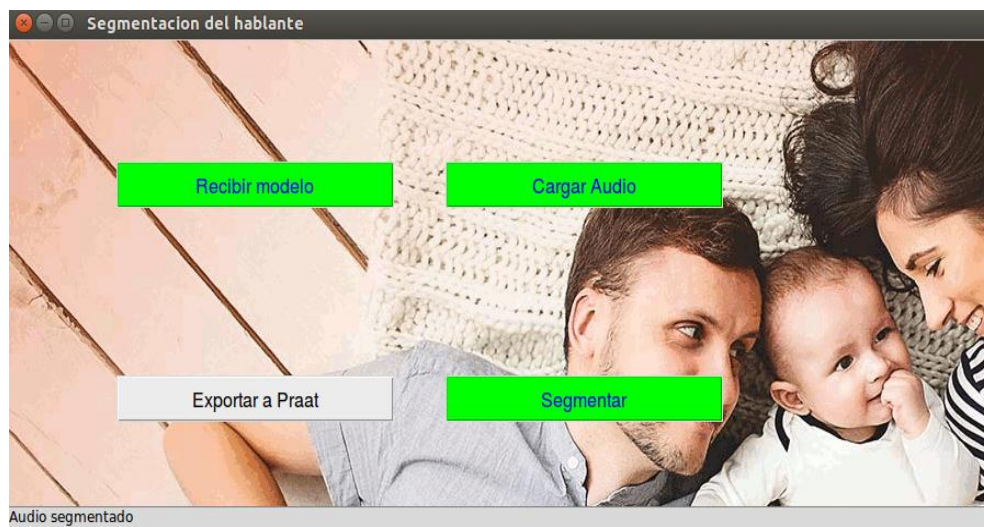 Segmentacion del hablante
Recibir modelo
Cargar Audio
Exportar a Praat
Segmentar
Audio segmentado